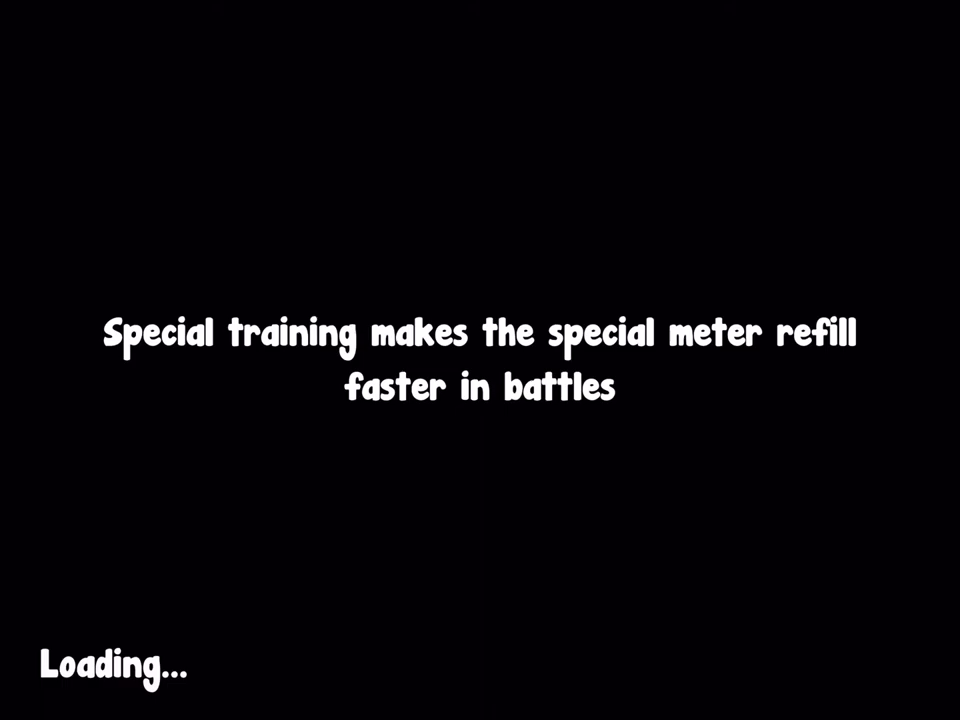 Special training makes the special meter refill
faster in battles
Loading...